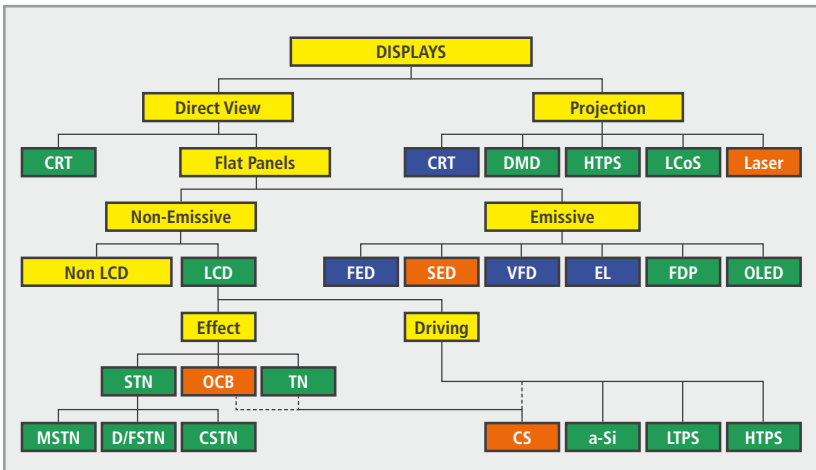 DISPLAYS
Direct View
Projection
CRT
Flat Panels
CRT
DMD
HTPS
LCoS
Laser
Non-Emissive
Emissive
Non LCD
LCD
FED
SED
VFD
EL
FDP
OLED
Effect
Driving
STN
OCB
TN
MSTN
D/FSTN
CSTN
CS
a-Si
LTPS
HTPS